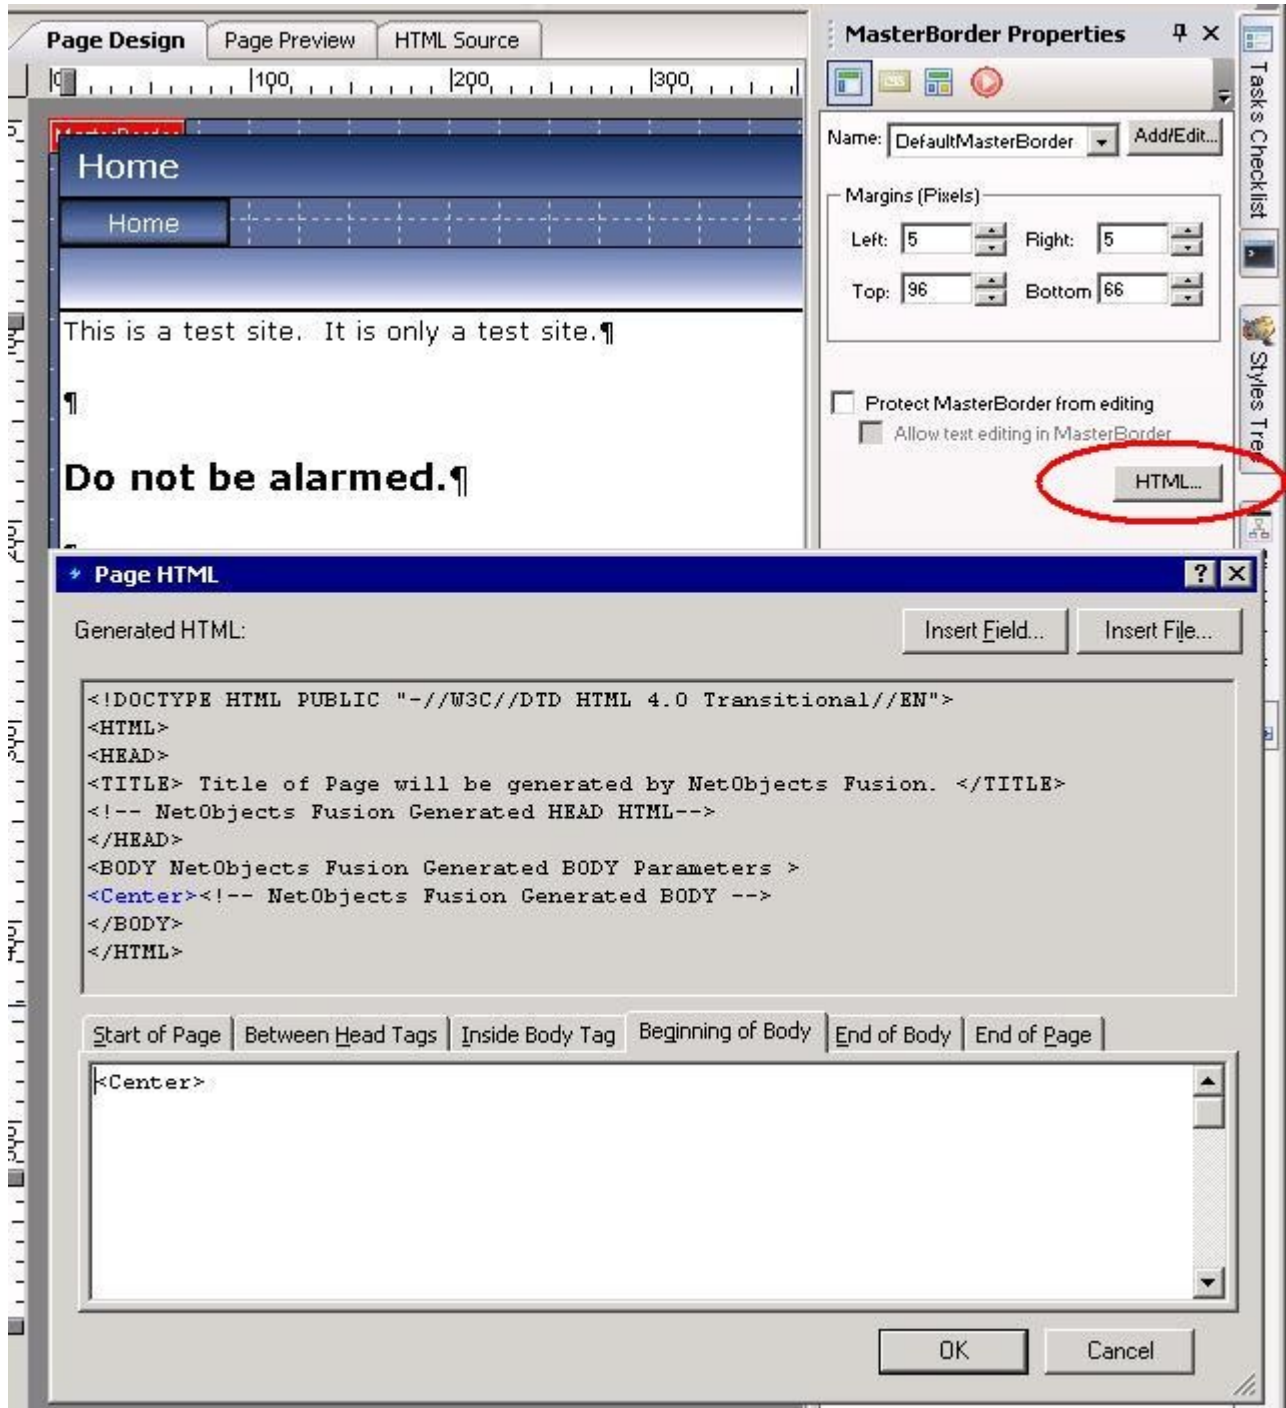 Page Design Page Preview HTML Source
MasterBorder Properties
100 200 300
Name: DefaultMasterBorder Add/Edit...
Home
Home
Margins (Pixels)
Left: 5 Right: 5
Top: 96 Bottom 66
This is a test site.  It is only a test site.¶
¶
Do not be alarmed.¶
Protect MasterBorder from editing
Allow text editing in MasterBorder
HTML...
Tasks Checklist
Styles Tree
Page HTML
Generated HTML:
Insert Field... Insert File...
<!DOCTYPE HTML PUBLIC "-//W3C//DTD HTML 4.0 Transitional//EN">
<HTML>
<HEAD>
<TITLE> Title of Page will be generated by NetObjects Fusion. </TITLE>
<!-- NetObjects Fusion Generated HEAD HTML-->
</HEAD>
<BODY NetObjects Fusion Generated BODY Parameters >
<Center><!-- NetObjects Fusion Generated BODY -->
</BODY>
</HTML>
Start of Page Between Head Tags Inside Body Tag Beginning of Body End of Body End of Page
<Center>
OK Cancel